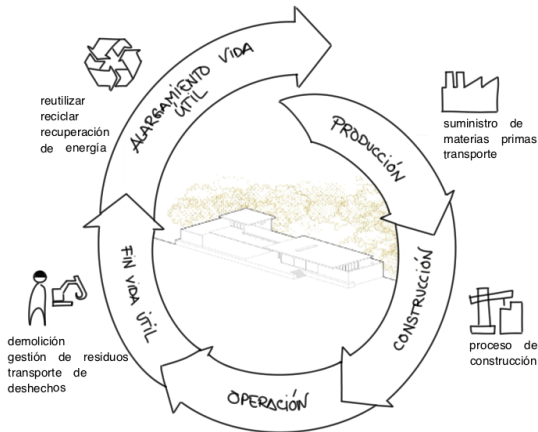 ALARGAMIENTO VIDA
ÚTIL
reutilizar
reciclar
recuperación
de energía
PRODUCCIÓN
suministro de
materias primas
transporte
CONSTRUCCIÓN
proceso de
construcción
OPERACIÓN
FIN VIDA ÚTIL
demolición
gestión de residuos
transporte de
deshechos